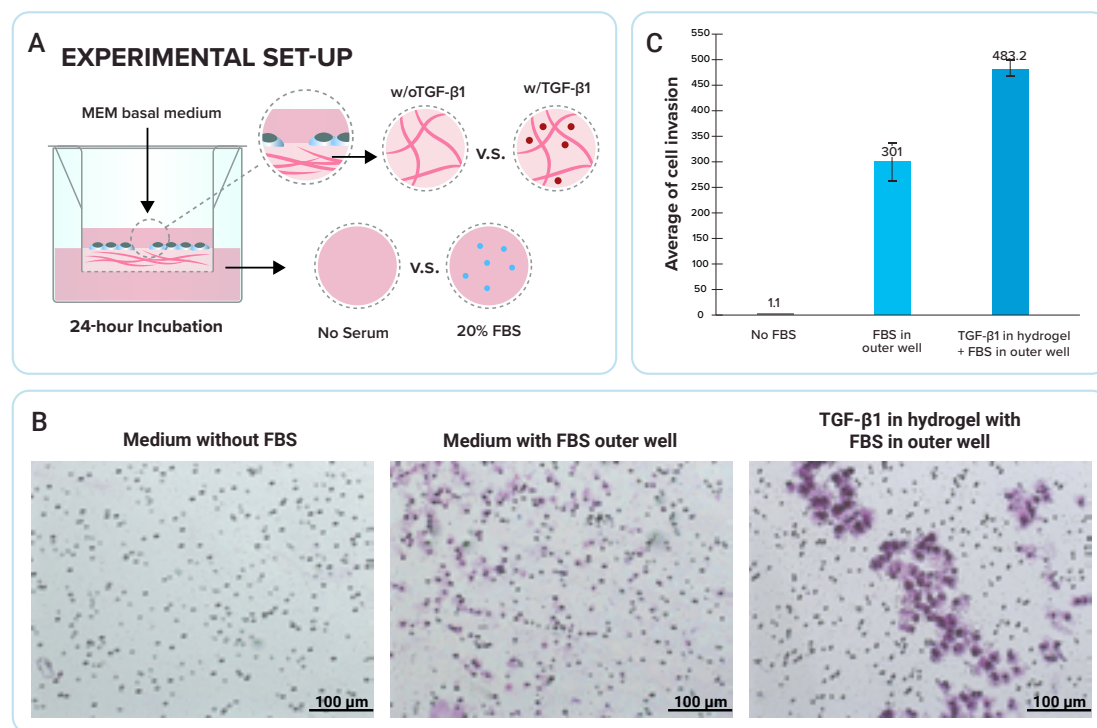 A
EXPERIMENTAL SET-UP
MEM basal medium
w/oTGF-β1
w/TGF-β1
v.s.
v.s.
24-hour Incubation
No Serum
20% FBS
C
Average of cell invasion
550
500
450
400
350
300
250
200
150
100
50
0
1.1
301
483.2
No FBS
FBS in
outer well
TGF-β1 in hydrogel
+ FBS in outer well
B
Medium without FBS
Medium with FBS outer well
TGF-β1 in hydrogel with
FBS in outer well
100 µm
100 µm
100 µm